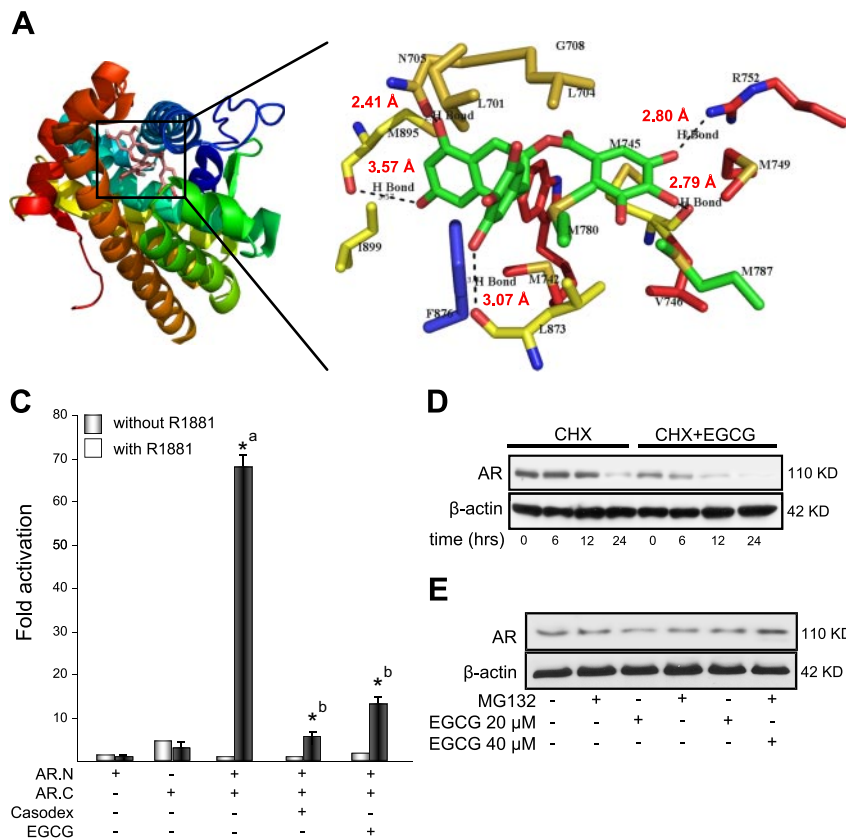 A
N705
G708
2.41 Å
H Bond
L701
L704
R752
2.80 Å
M895
M745
H Bond
3.57 Å
M749
H Bond
2.79 Å
H Bond
I899
M780
M787
H Bond
M742
V746
F876
3.07 Å
L873
C
Fold activation
80
70
60
50
40
30
20
10
without R1881
with R1881
* a
* b
* b
AR.N + - + + +
AR.C - + + + +
Casodex - - - + -
EGCG - - - - +
D
CHX CHX+EGCG
AR 110 KD
β-actin 42 KD
time (hrs) 0 6 12 24 0 6 12 24
E
AR 110 KD
β-actin 42 KD
MG132 - + - + - +
EGCG 20 μM - - + - + -
EGCG 40 μM - - - - - +